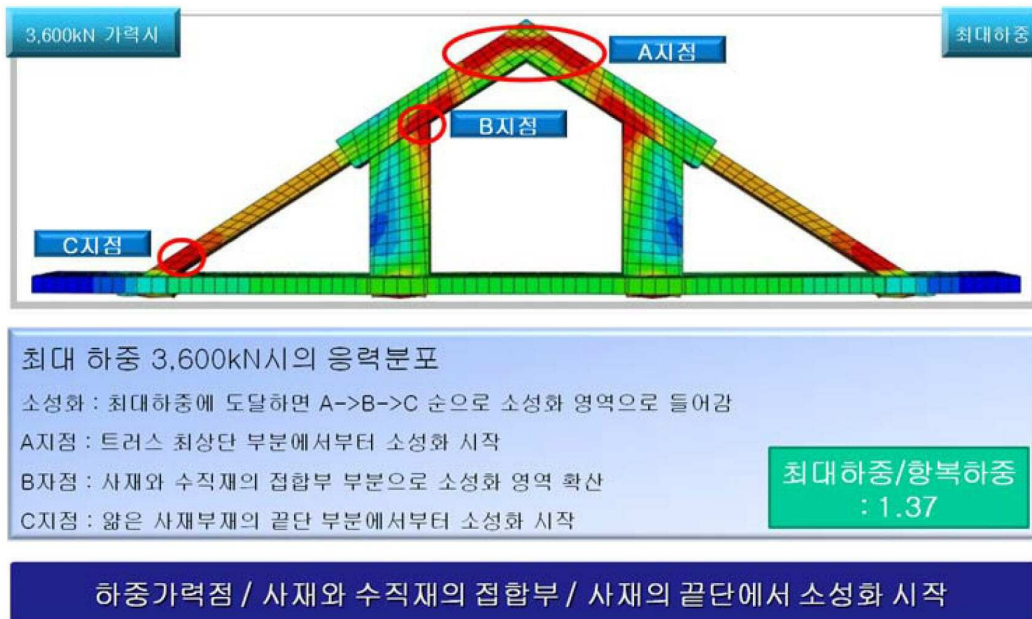 3,600kN 가력시
최대하중
A지점
B지점
C지점
최대 하중 3,600kN시의 응력분포
소성화 : 최대하중에 도달하면 A->B->C 순으로 소성화 영역으로 들어감
A지점 : 트러스 최상단 부분에서부터 소성화 시작
B자점 : 사재와 수직재의 접합부 부분으로 소성화 영역 확산
C지점 : 얇은 사재부재의 끝단 부분에서부터 소성화 시작
최대하중/항복하중
: 1.37
하중가력점 / 사재와 수직재의 접합부 / 사재의 끝단에서 소성화 시작